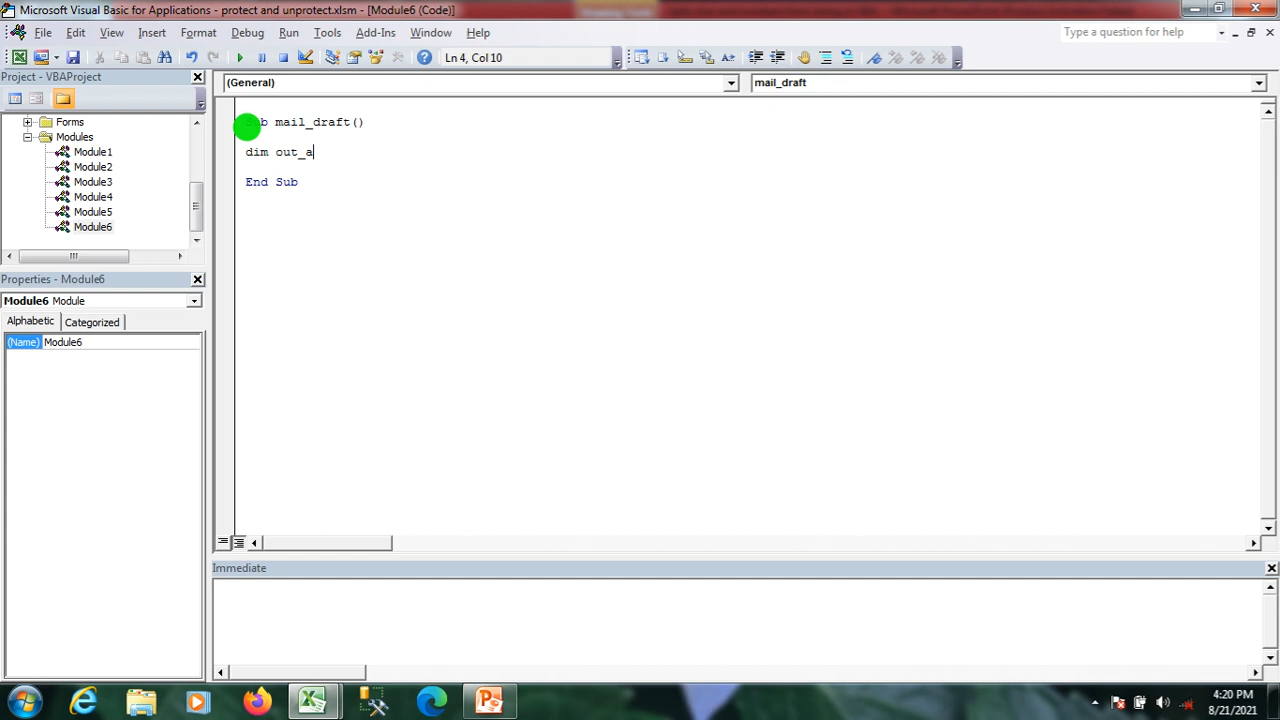 Microsoft Visual Basic for Applications - protect and unprotect.xlsm - [Module6 (Code)]
File Edit View Insert Format Debug Run Tools Add-Ins Window Help
Type a question for help
Ln 4, Col 10
Project - VBAProject
(General)
mail_draft
Forms
Modules
Module1
Module2
Module3
Module4
Module5
Module6
Sub mail_draft()
dim out_a
End Sub
Properties - Module6
Module6 Module
Alphabetic Categorized
(Name) Module6
Immediate
4:20 PM
8/21/2021